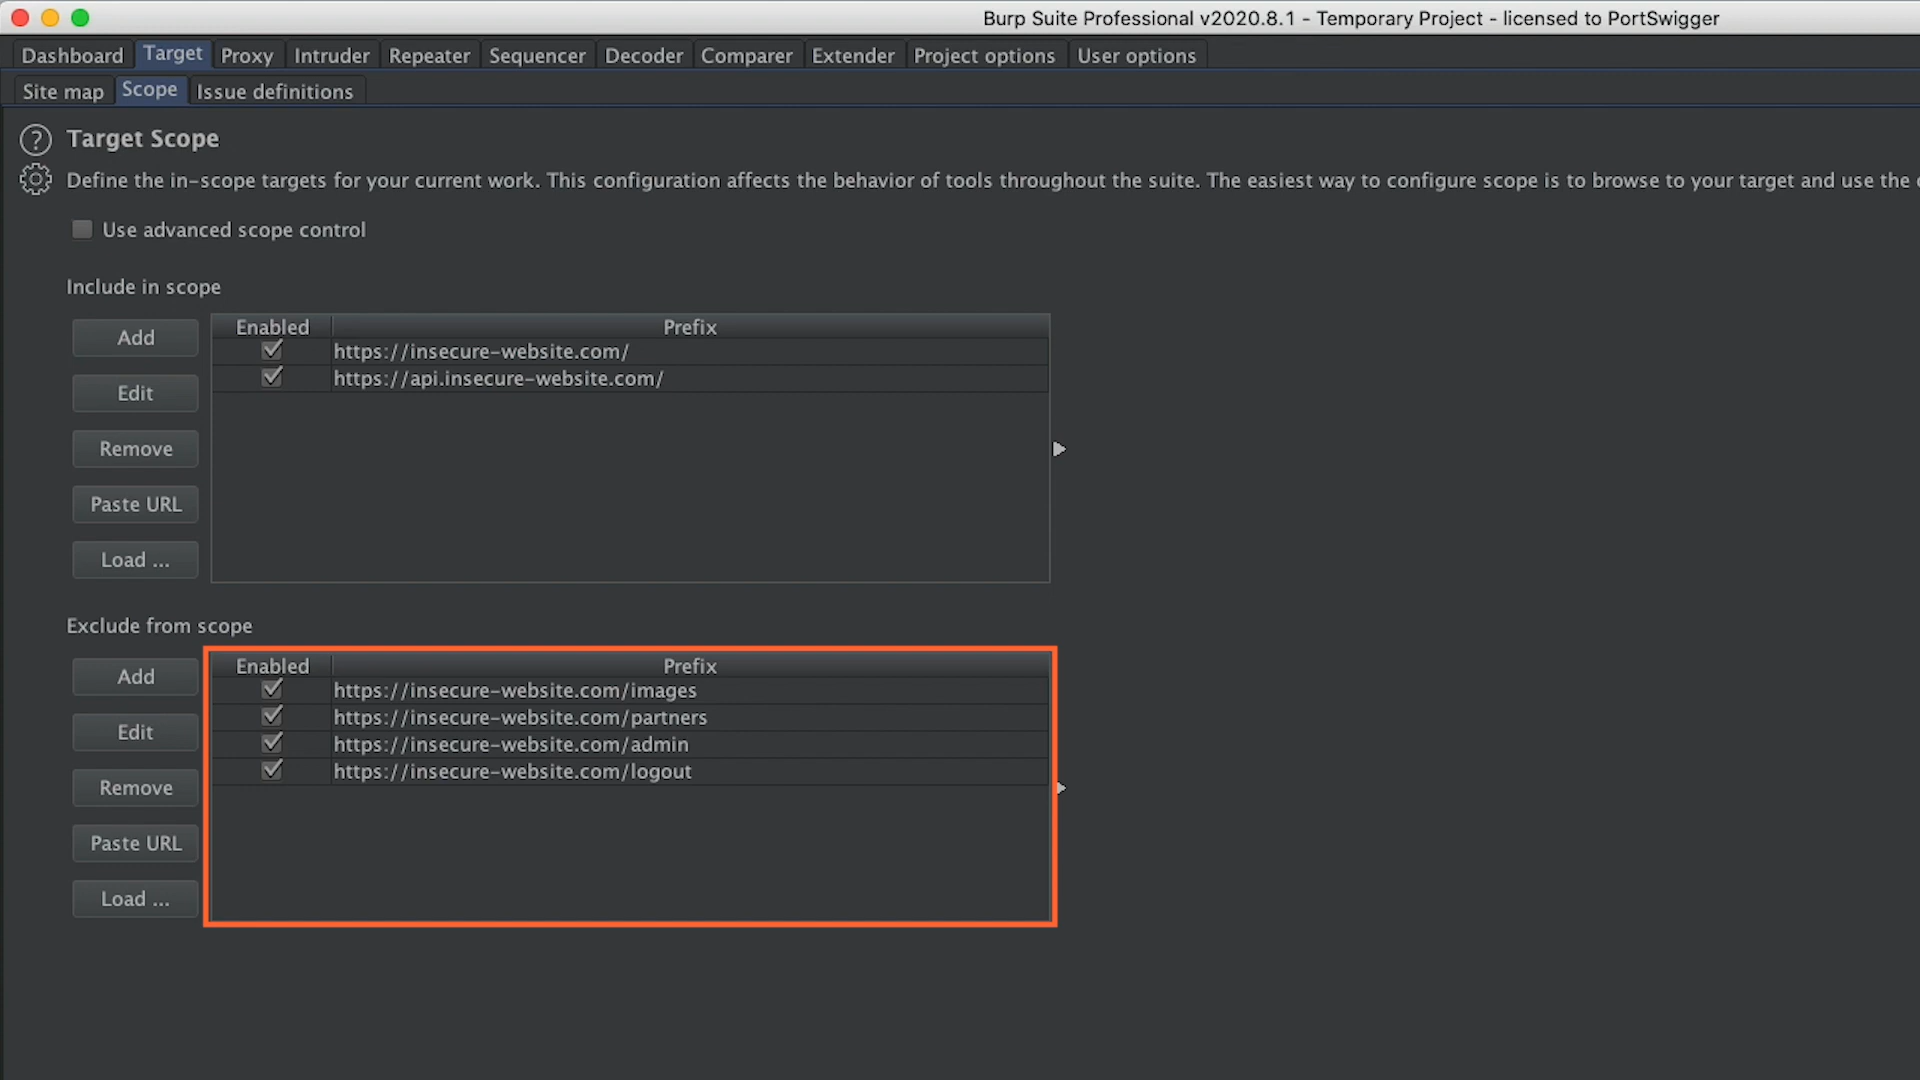 Burp Suite Professional v2020.8.1 - Temporary Project - licensed to PortSwigger
Dashboard Target Proxy Intruder Repeater Sequencer Decoder Comparer Extender Project options User options
Site map Scope Issue definitions
? Target Scope
Define the in-scope targets for your current work. This configuration affects the behavior of tools throughout the suite. The easiest way to configure scope is to browse to your target and use the
Use advanced scope control
Include in scope
Add
Edit
Remove
Paste URL
Load ...
Enabled Prefix
https://insecure-website.com/
https://api.insecure-website.com/
Exclude from scope
Add
Edit
Remove
Paste URL
Load ...
Enabled Prefix
https://insecure-website.com/images
https://insecure-website.com/partners
https://insecure-website.com/admin
https://insecure-website.com/logout